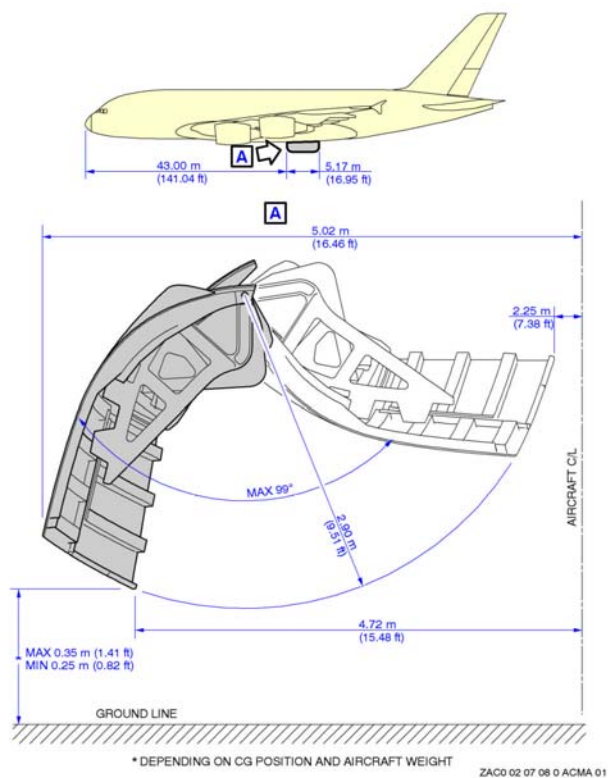 43.00 m
(141.04 ft)
A
5.17 m
(16.95 ft)
A
5.02 m
(16.46 ft)
2.25 m
(7.38 ft)
MAX 99°
2.90 m
(9.51 ft)
AIRCRAFT C/L
4.72 m
(15.48 ft)
*
MAX 0.35 m (1.41 ft)
MIN 0.25 m (0.82 ft)
GROUND LINE
* DEPENDING ON CG POSITION AND AIRCRAFT WEIGHT
ZAC0 02 07 08 0 ACMA 01